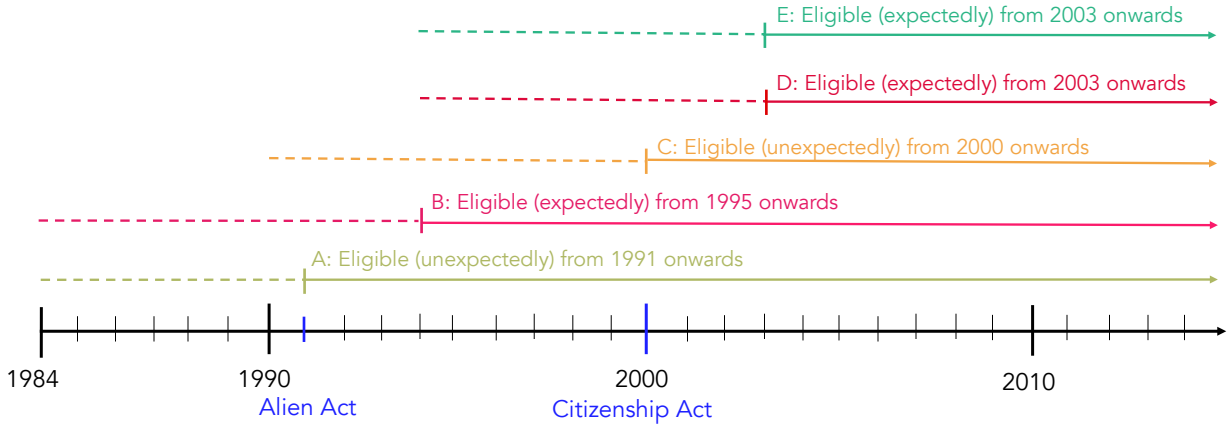 E: Eligible (expectedly) from 2003 onwards
D: Eligible (expectedly) from 2003 onwards
C: Eligible (unexpectedly) from 2000 onwards
B: Eligible (expectedly) from 1995 onwards
A: Eligible (unexpectedly) from 1991 onwards
1984 1990 2000 2010
Alien Act Citizenship Act